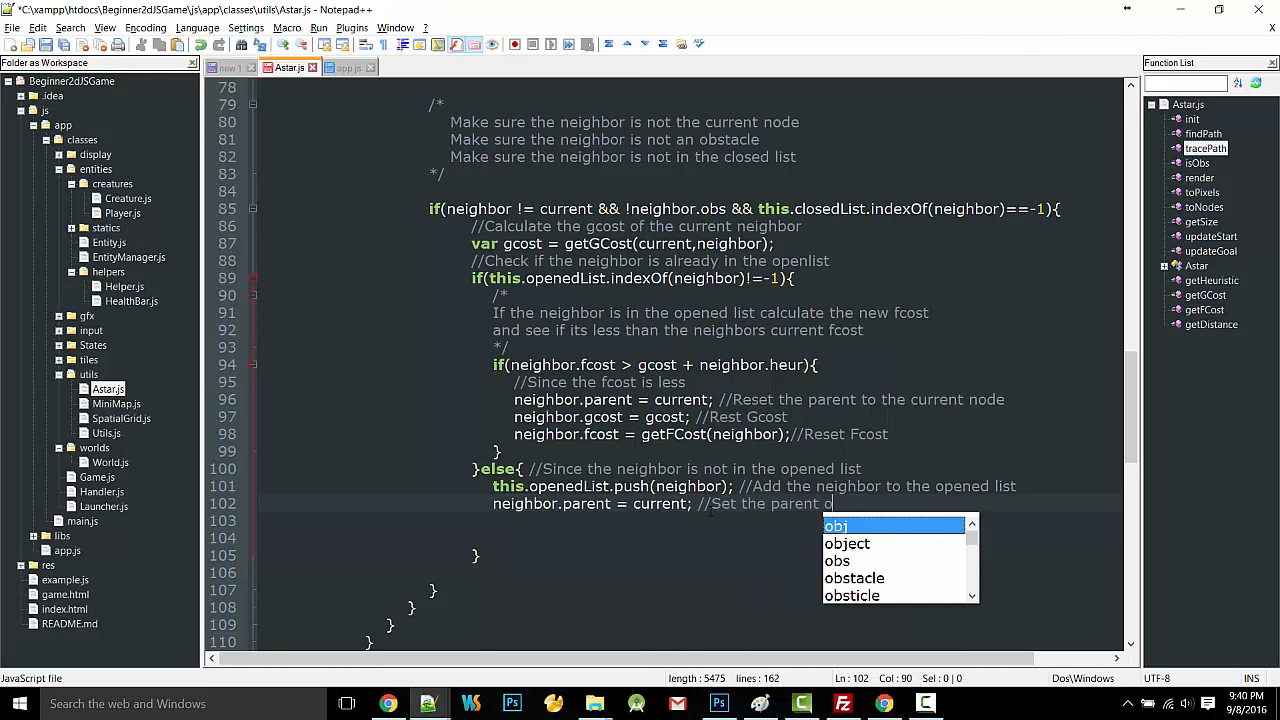 *C:\xampp\htdocs\Beginner2dJSGame\js\app\classes\utils\Astar.js - Notepad++
File Edit Search View Encoding Language Settings Macro Run Plugins Window ?
X
Folder as Workspace
new 1 Astar.js app.js
Function List
Beginner2dJSGame
.idea
js
app
classes
display
entities
creatures
Creature.js
Player.js
statics
Entity.js
EntityManager.js
helpers
Helper.js
HealthBar.js
gfx
input
States
tiles
utils
Astar.js
MiniMap.js
SpatialGrid.js
Utils.js
worlds
World.js
Game.js
Handler.js
Launcher.js
main.js
libs
app.js
res
example.js
game.html
index.html
README.md
78
79 /*
80 Make sure the neighbor is not the current node
81 Make sure the neighbor is not an obstacle
82 Make sure the neighbor is not in the closed list
83 */
84
85 if(neighbor != current && !neighbor.obs && this.closedList.indexOf(neighbor)==-1){
86 //Calculate the gcost of the current neighbor
87 var gcost = getGCost(current,neighbor);
88 //Check if the neighbor is already in the openlist
89 if(this.openedList.indexOf(neighbor)!=-1){
90 /*
91 If the neighbor is in the opened list calculate the new fcost
92 and see if its less than the neighbors current fcost
93 */
94 if(neighbor.fcost > gcost + neighbor.heur){
95 //Since the fcost is less
96 neighbor.parent = current; //Reset the parent to the current node
97 neighbor.gcost = gcost; //Rest Gcost
98 neighbor.fcost = getFCost(neighbor);//Reset Fcost
99 }
100 }else{ //Since the neighbor is not in the opened list
101 this.openedList.push(neighbor); //Add the neighbor to the opened list
102 neighbor.parent = current; //Set the parent o
103
104
105 }
106
107 }
108 }
109 }
110 }
obj
object
obs
obstacle
obsticle
Astar.js
init
findPath
tracePath
isObs
render
toPixels
toNodes
getSize
updateStart
updateGoal
Astar
getHeuristic
getGCost
getFCost
getDistance
JavaScript file length : 5475 lines : 162 Ln : 102 Col : 90 Sel : 0 | 0 Dos\Windows UTF-8 INS
Search the web and Windows
9:40 PM
9/8/2016